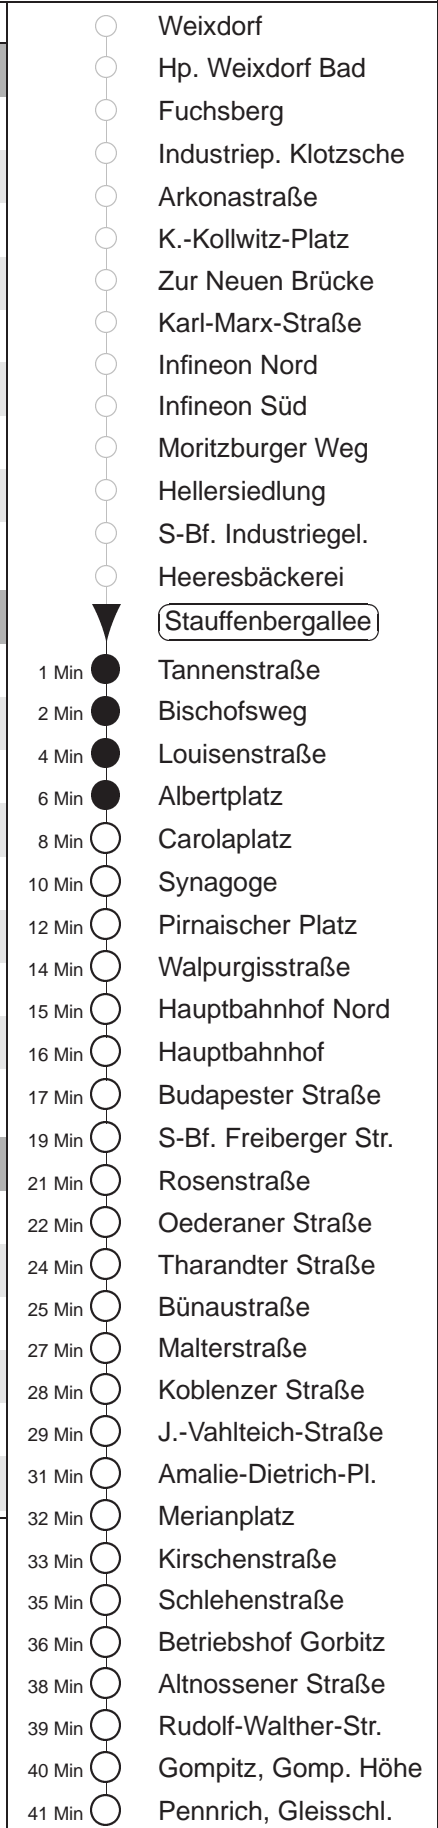 Weixdorf
Hp. Weixdorf Bad
Fuchsberg
Industriep. Klotzsche
Arkonastraße
K.-Kollwitz-Platz
Zur Neuen Brücke
Karl-Marx-Straße
Infineon Nord
Infineon Süd
Moritzburger Weg
Hellersiedlung
S-Bf. Industriegel.
Heeresbäckerei
Stauffenbergallee
1 Min Tannenstraße
2 Min Bischofsweg
4 Min Louisenstraße
6 Min Albertplatz
8 Min Carolaplatz
10 Min Synagoge
12 Min Pirnaischer Platz
14 Min Walpurgisstraße
15 Min Hauptbahnhof Nord
16 Min Hauptbahnhof
17 Min Budapester Straße
19 Min S-Bf. Freiberger Str.
21 Min Rosenstraße
22 Min Oederaner Straße
24 Min Tharandter Straße
25 Min Bünaustraße
27 Min Malterstraße
28 Min Koblenzer Straße
29 Min J.-Vahlteich-Straße
31 Min Amalie-Dietrich-Pl.
32 Min Merianplatz
33 Min Kirschenstraße
35 Min Schlehenstraße
36 Min Betriebshof Gorbitz
38 Min Altnossener Straße
39 Min Rudolf-Walther-Str.
40 Min Gompitz, Gomp. Höhe
41 Min Pennrich, Gleisschl.